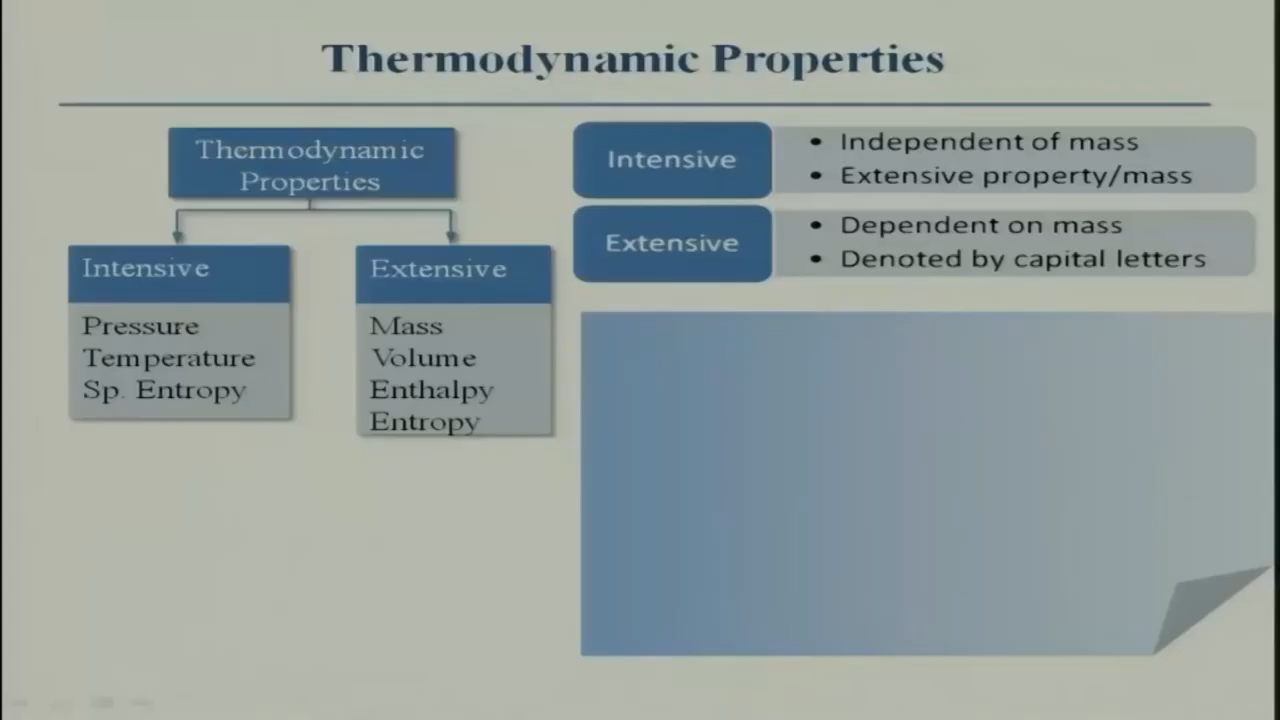 Thermodynamic Properties
Thermodynamic
Properties
Intensive
Pressure
Temperature
Sp. Entropy
Extensive
Mass
Volume
Enthalpy
Entropy
Intensive
• Independent of mass
• Extensive property/mass
Extensive
• Dependent on mass
• Denoted by capital letters